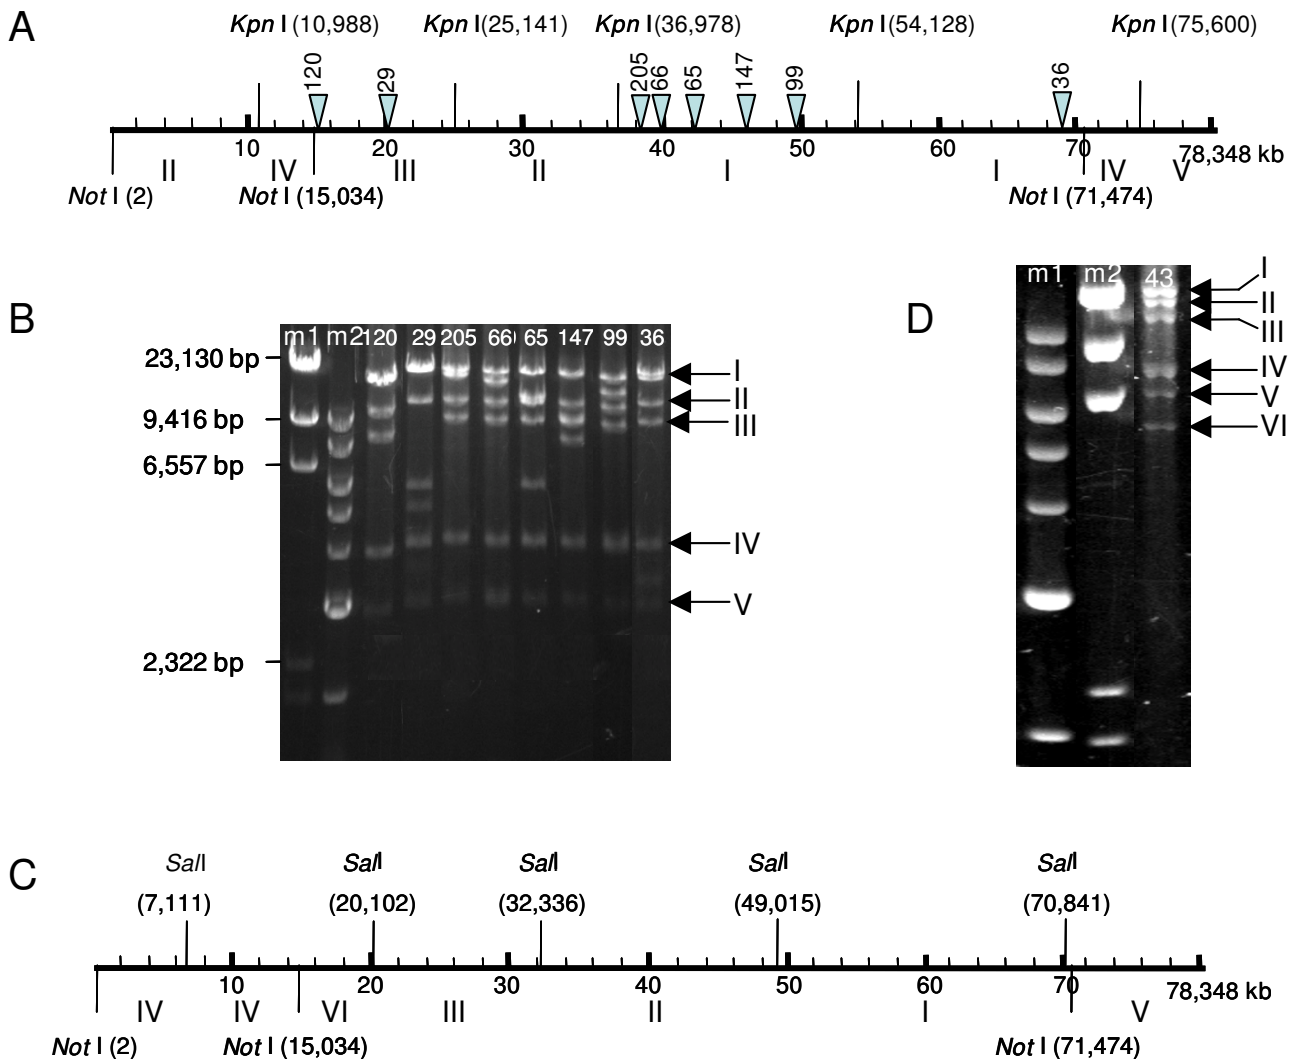 A
Kpn I (10,988) Kpn I(25,141) Kpn I(36,978) Kpn I(54,128) Kpn I(75,600)
120 29 205 66 65 147 99 36
10 20 30 40 50 60 70 78,348 kb
II IV III II I I IV V
Not I (2) Not I (15,034) Not I (71,474)
B
m1 m2 120 29 205 66 65 147 99 36
23,130 bp
9,416 bp
6,557 bp
2,322 bp
I
II
III
IV
V
D
m1 m2 43
I
II
III
IV
V
VI
C
SalI SalI SalI SalI SalI
(7,111) (20,102) (32,336) (49,015) (70,841)
10 20 30 40 50 60 70 78,348 kb
IV IV VI III II I V
Not I (2) Not I (15,034) Not I (71,474)